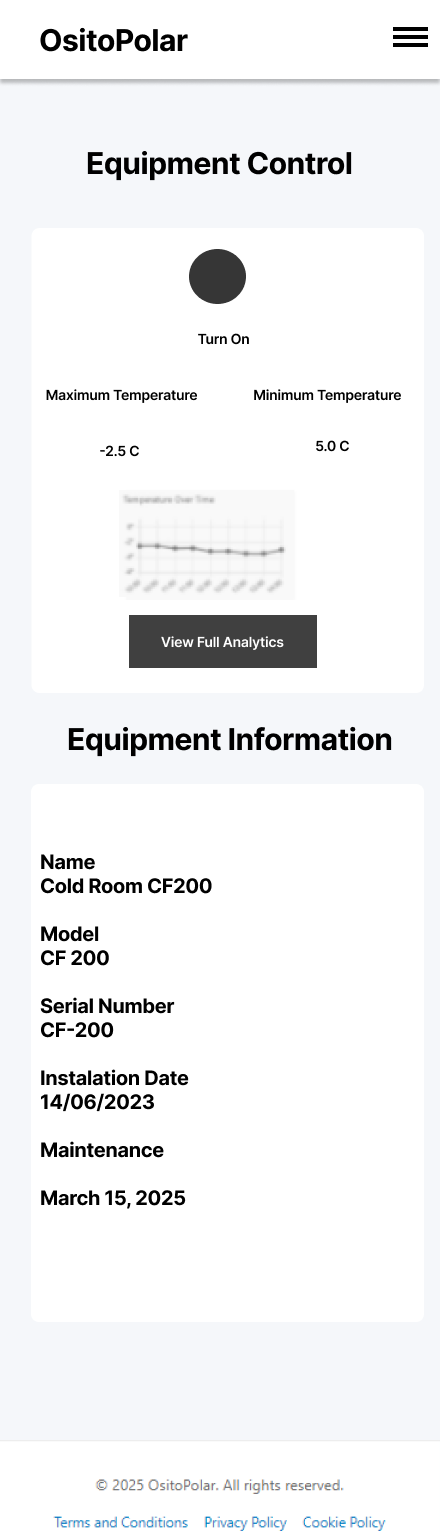 OsitoPolar
Equipment Control
Turn On
Maximum Temperature
Minimum Temperature
-2.5 C
5.0 C
Temperature Over Time
View Full Analytics
Equipment Information
Name
Cold Room CF200
Model
CF 200
Serial Number
CF-200
Instalation Date
14/06/2023
Maintenance
March 15, 2025
© 2025 OsitoPolar. All rights reserved.
Terms and Conditions Privacy Policy Cookie Policy